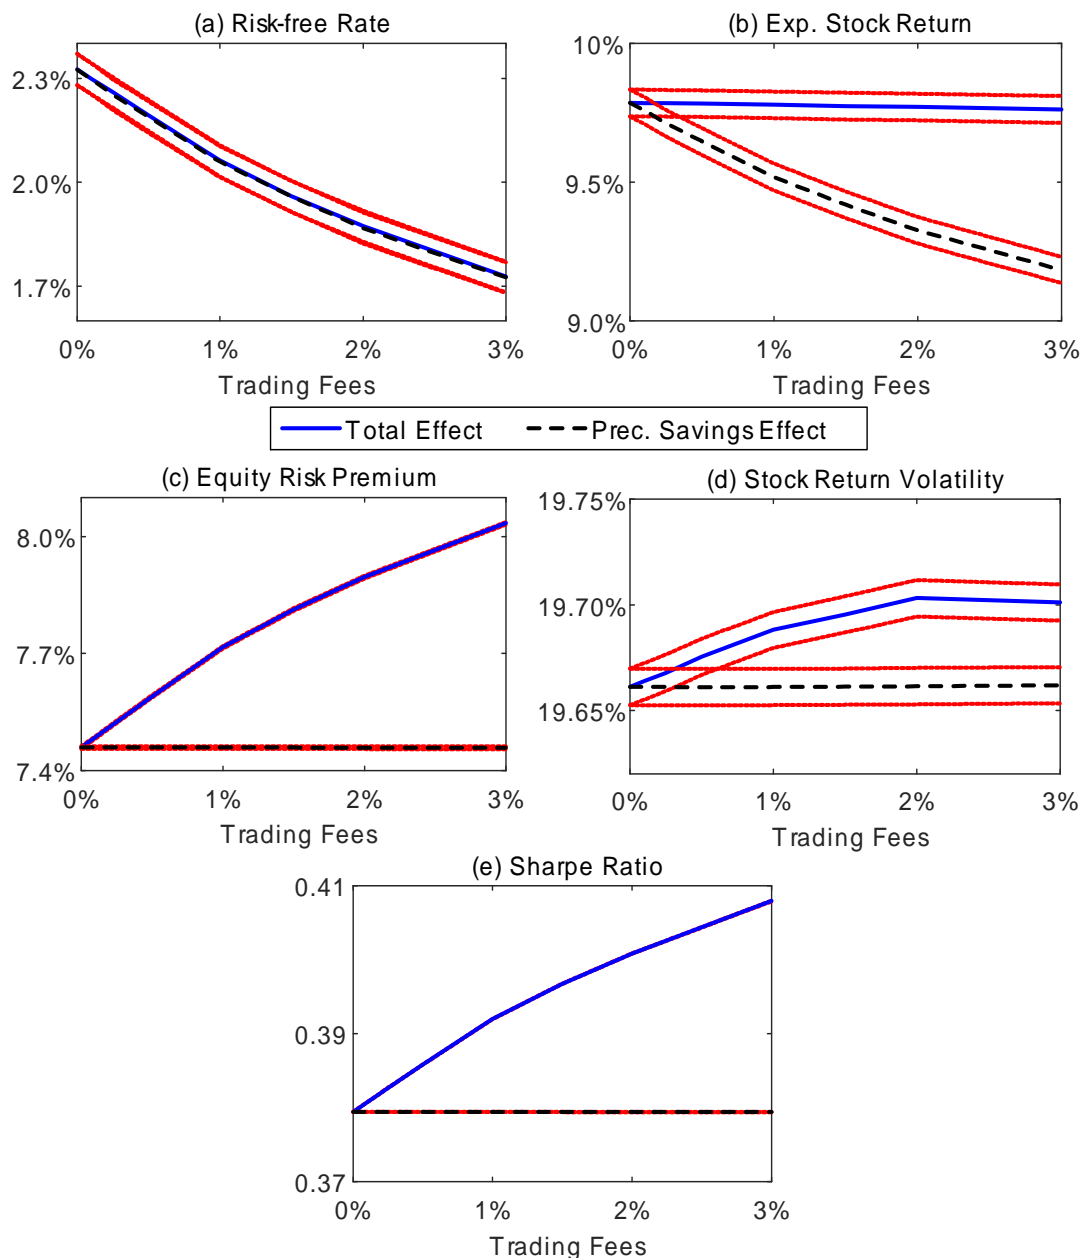 (a) Risk-free Rate
2.3%
2.0%
1.7%
0% 1% 2% 3%
Trading Fees
(b) Exp. Stock Return
10%
9.5%
9.0%
0% 1% 2% 3%
Trading Fees
Total Effect Prec. Savings Effect
(c) Equity Risk Premium
8.0%
7.7%
7.4%
0% 1% 2% 3%
Trading Fees
(d) Stock Return Volatility
19.75%
19.70%
19.65%
0% 1% 2% 3%
Trading Fees
(e) Sharpe Ratio
0.41
0.39
0.37
0% 1% 2% 3%
Trading Fees